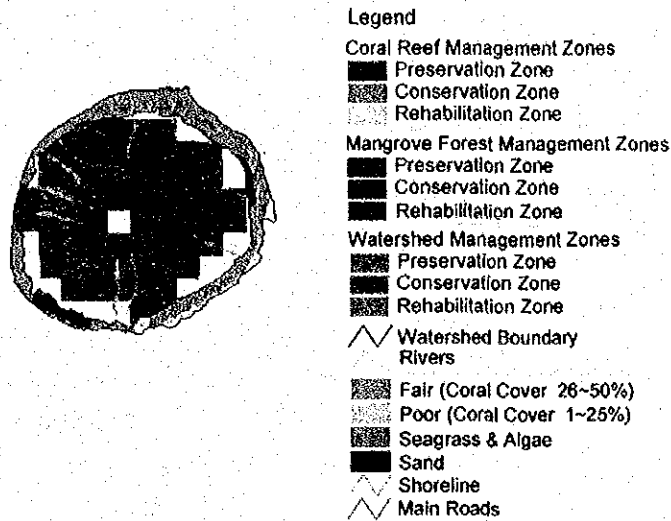 Legend
Coral Reef Management Zones
Preservation Zone
Conservation Zone
Rehabilitation Zone
Mangrove Forest Management Zones
Preservation Zone
Conservation Zone
Rehabilitation Zone
Watershed Management Zones
Preservation Zone
Conservation Zone
Rehabilitation Zone
Watershed Boundary
Rivers
Fair (Coral Cover 26~50%)
Poor (Coral Cover 1~25%)
Seagrass & Algae
Sand
Shoreline
Main Roads